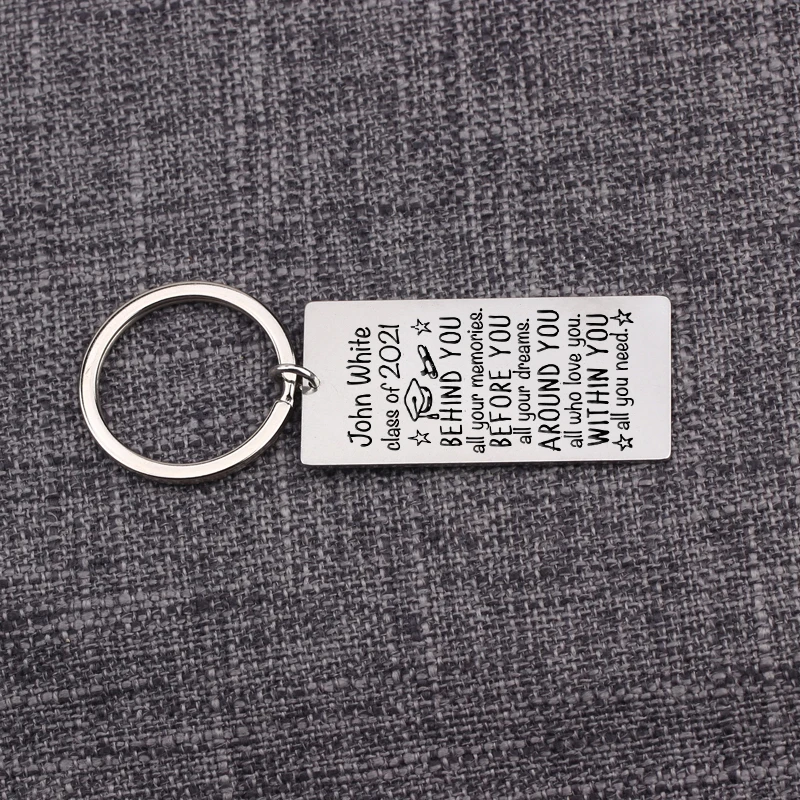 John White
class of 2021
BEHIND YOU
all your memories.
BEFORE YOU
all your dreams.
AROUND YOU
all who love you.
WITHIN YOU
all you need.